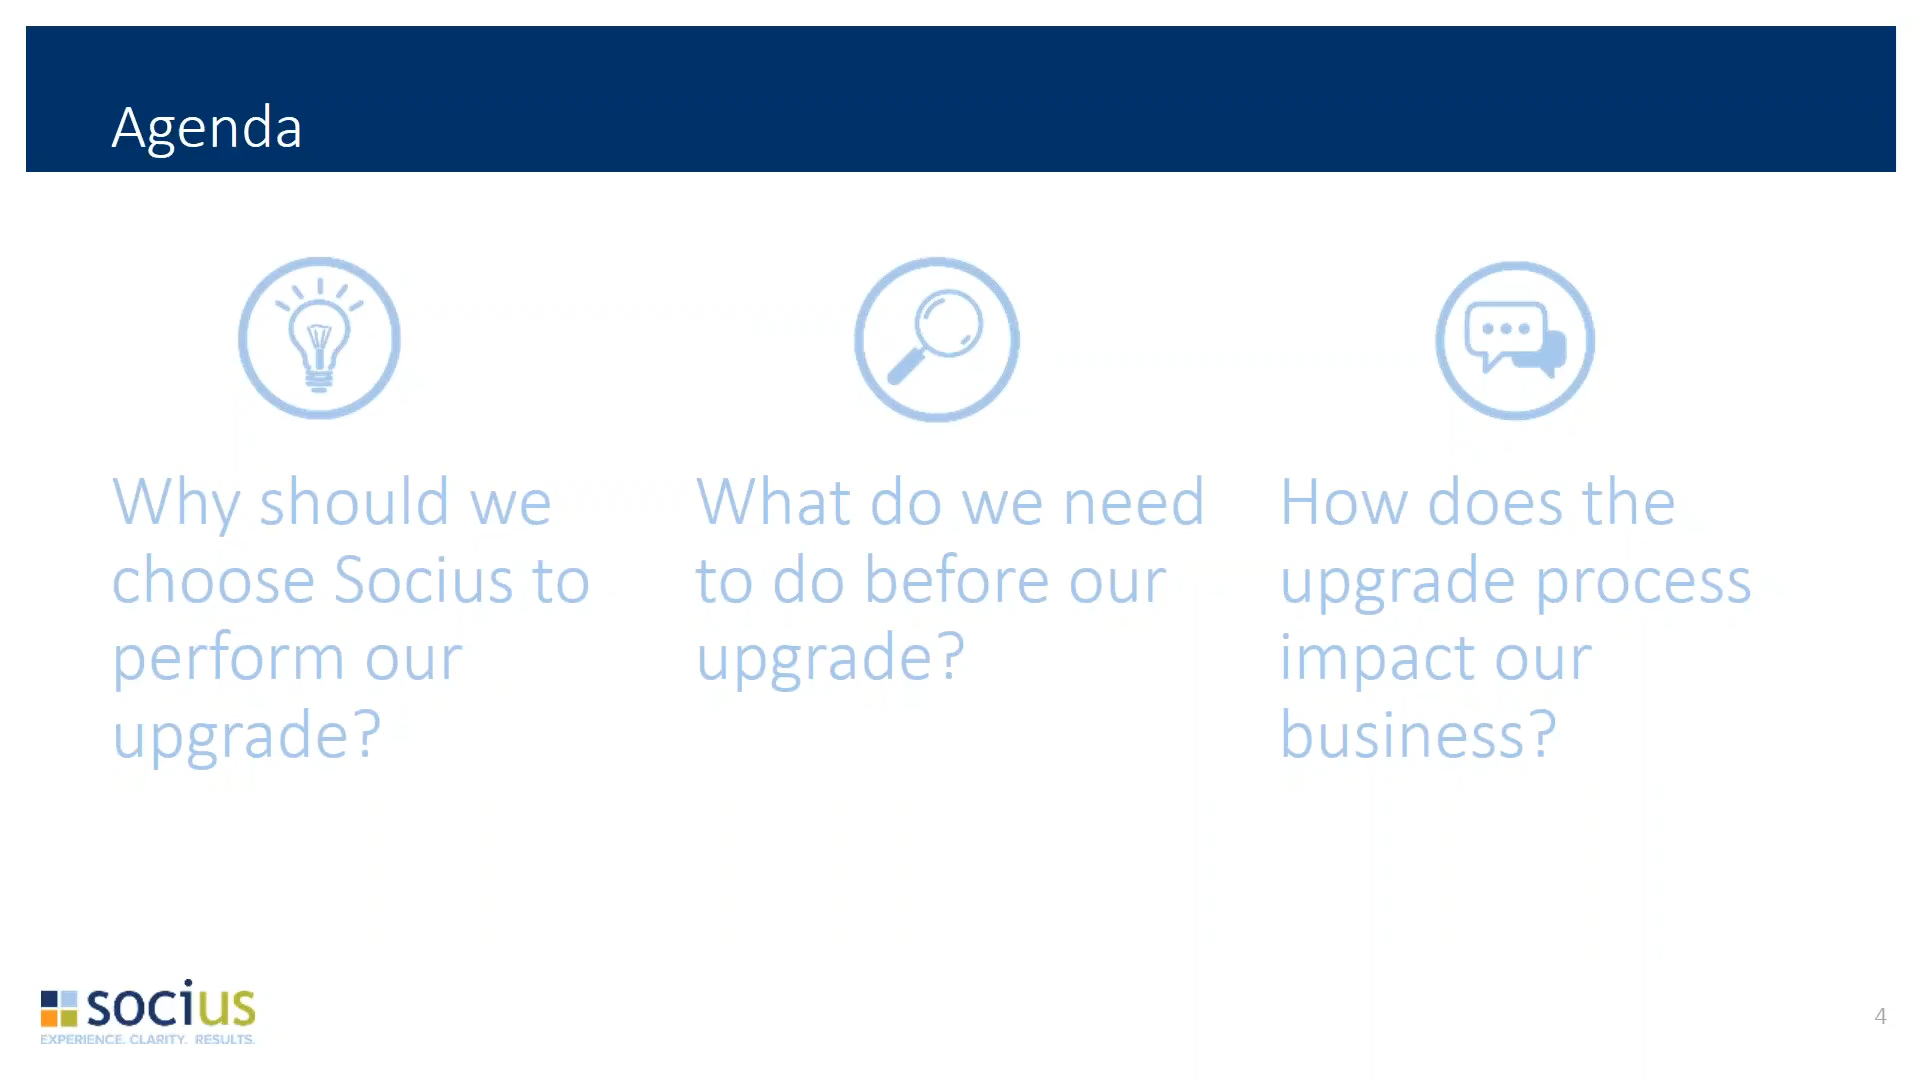 Agenda
Why should we
choose Socius to
perform our
upgrade?
What do we need
to do before our
upgrade?
How does the
upgrade process
impact our
business?
socius
EXPERIENCE. CLARITY. RESULTS.
4